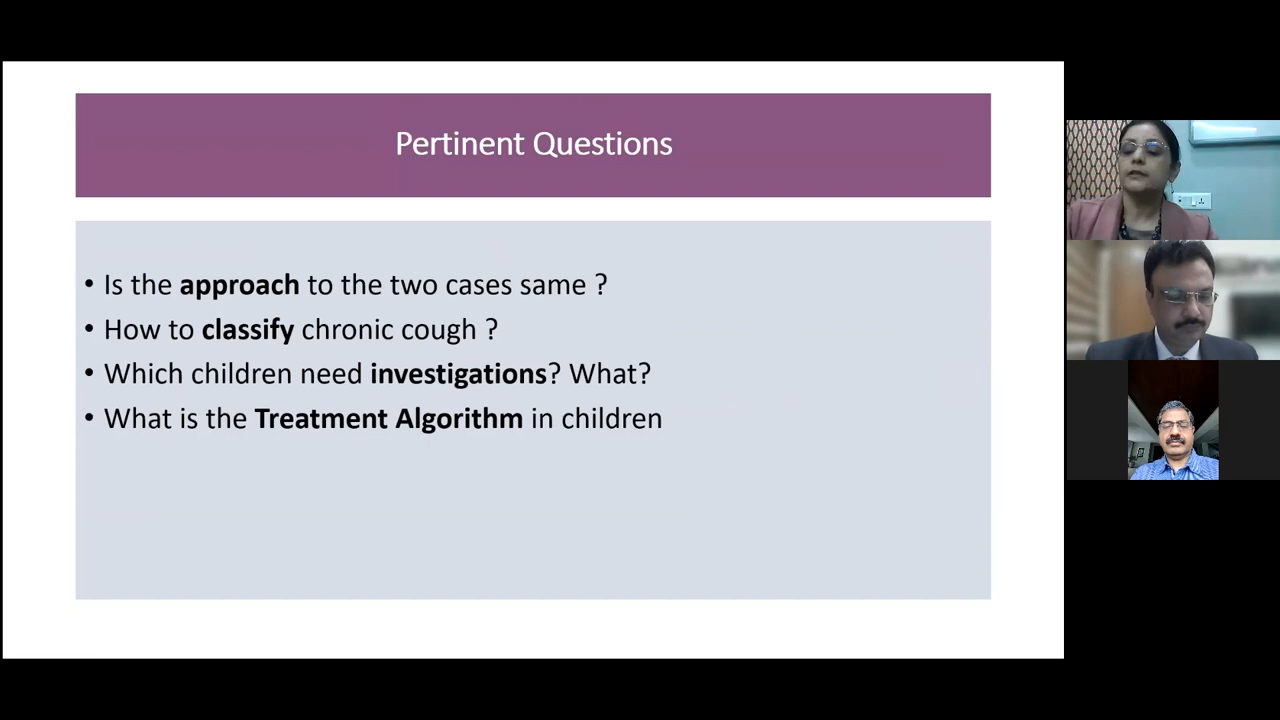 Pertinent Questions
• Is the approach to the two cases same ?
• How to classify chronic cough ?
• Which children need investigations? What?
• What is the Treatment Algorithm in children